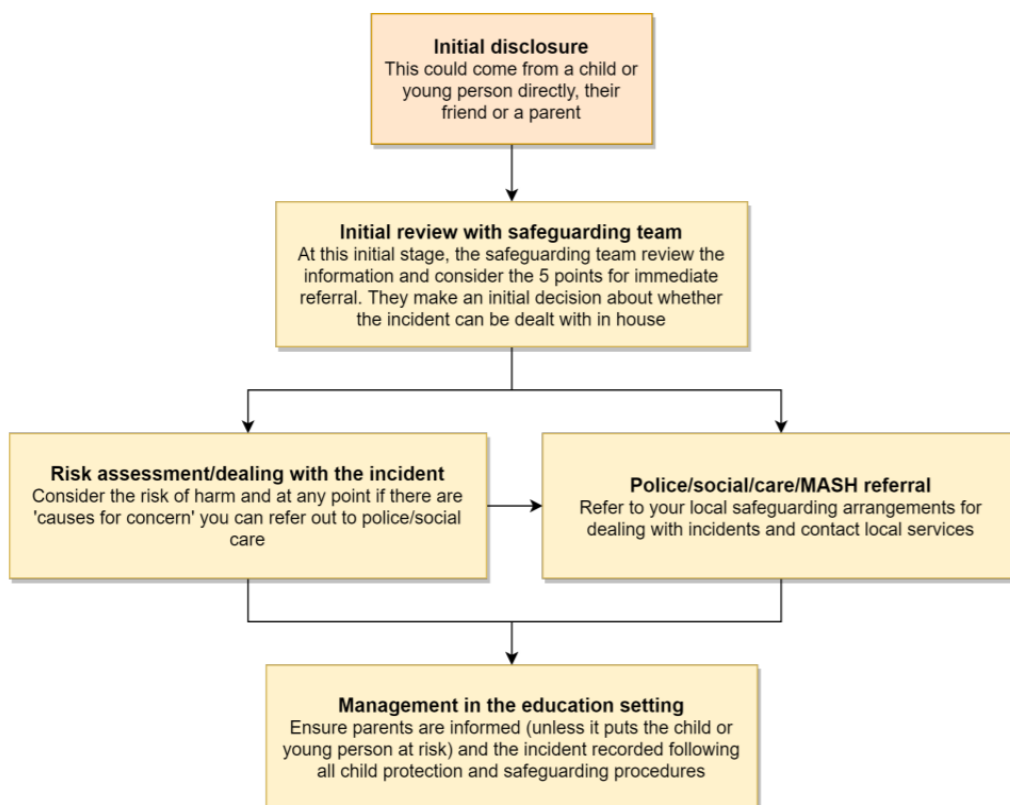 Initial disclosure
This could come from a child or
young person directly, their
friend or a parent
Initial review with safeguarding team
At this initial stage, the safeguarding team review the
information and consider the 5 points for immediate
referral. They make an initial decision about whether
the incident can be dealt with in house
Risk assessment/dealing with the incident
Consider the risk of harm and at any point if there are
'causes for concern' you can refer out to police/social
care
Police/social/care/MASH referral
Refer to your local safeguarding arrangements for
dealing with incidents and contact local services
Management in the education setting
Ensure parents are informed (unless it puts the child or
young person at risk) and the incident recorded following
all child protection and safeguarding procedures